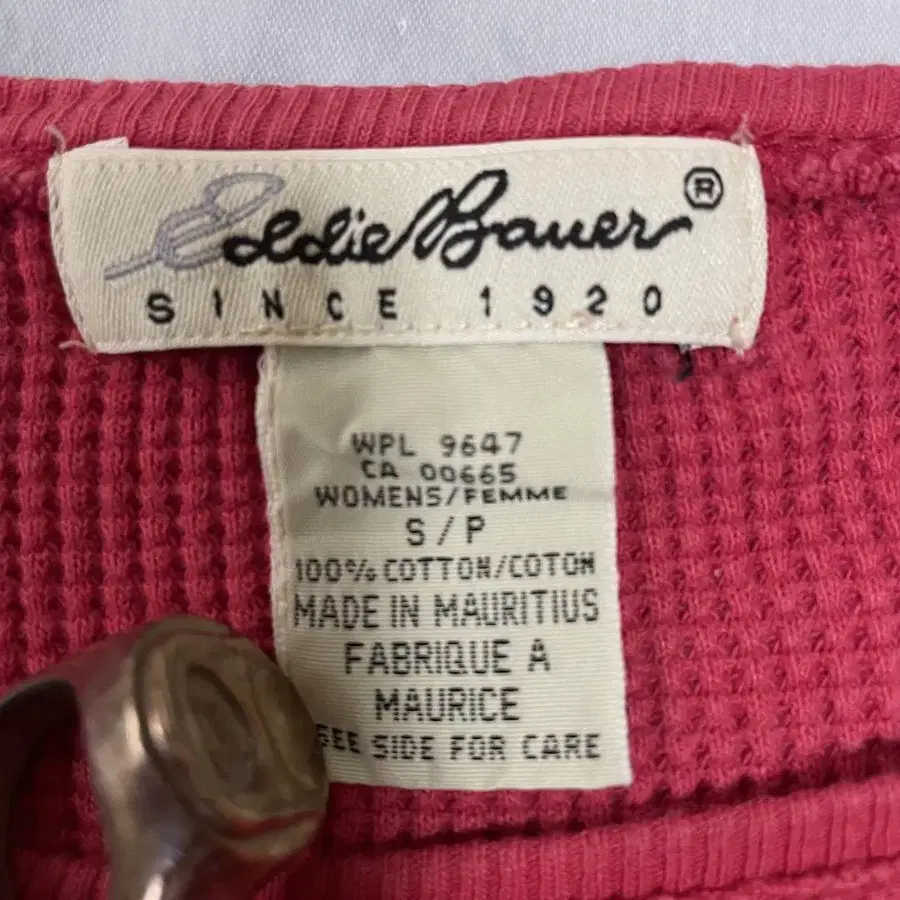 Eddie Bauer®
SINCE 1920
WPL 9647
CA 00665
WOMENS/FEMME
S/P
100% COTTON/COTON
MADE IN MAURITIUS
FABRIQUE A
MAURICE
SEE SIDE FOR CARE